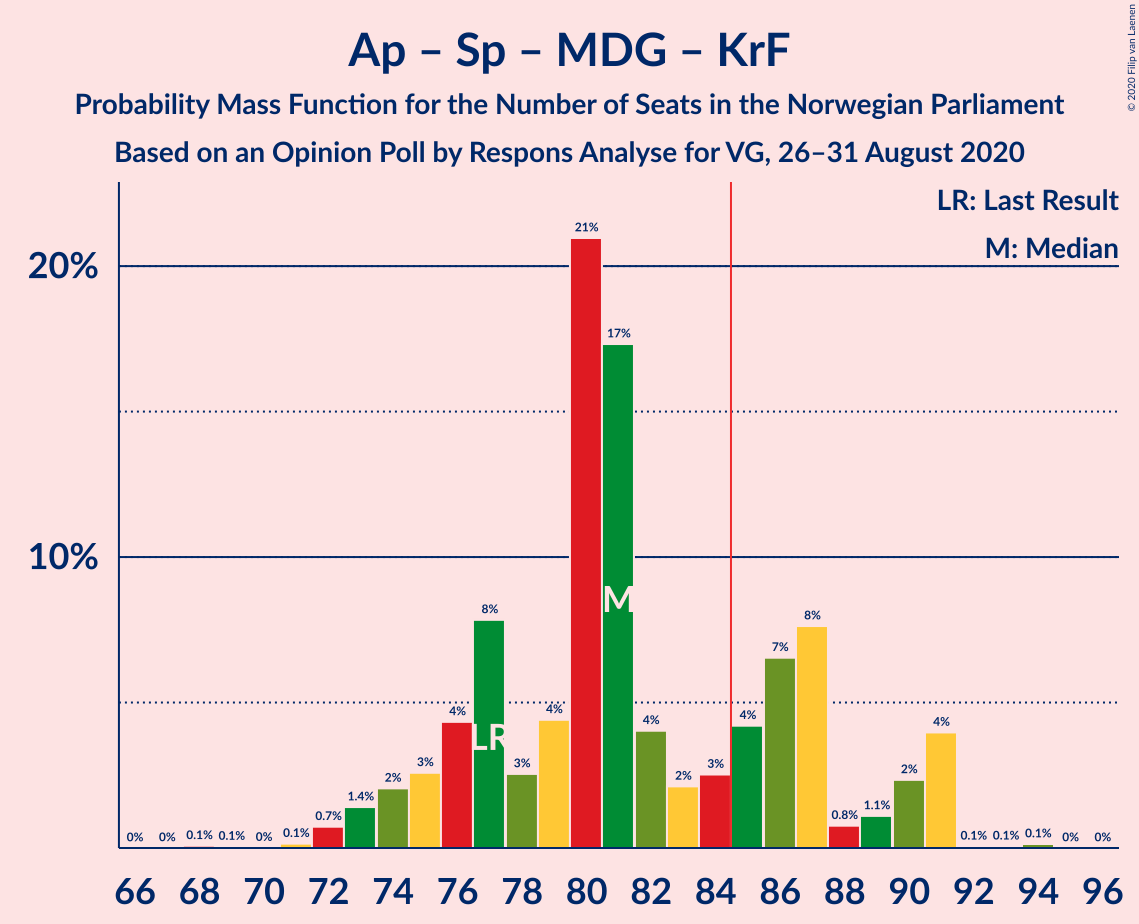 Ap – Sp – MDG – KrF
Probability Mass Function for the Number of Seats in the Norwegian Parliament
Based on an Opinion Poll by Respons Analyse for VG, 26–31 August 2020
© 2020 Filip van Laenen
LR: Last Result
M: Median
20%
10%
0% 0% 0.1% 0.1% 0% 0.1% 0.7% 1.4% 2% 3% 4% 8% 3% 4% 21% 17% 4% 2% 3% 4% 7% 8% 0.8% 1.1% 2% 4% 0.1% 0.1% 0.1% 0% 0%
LR
M
66 68 70 72 74 76 78 80 82 84 86 88 90 92 94 96